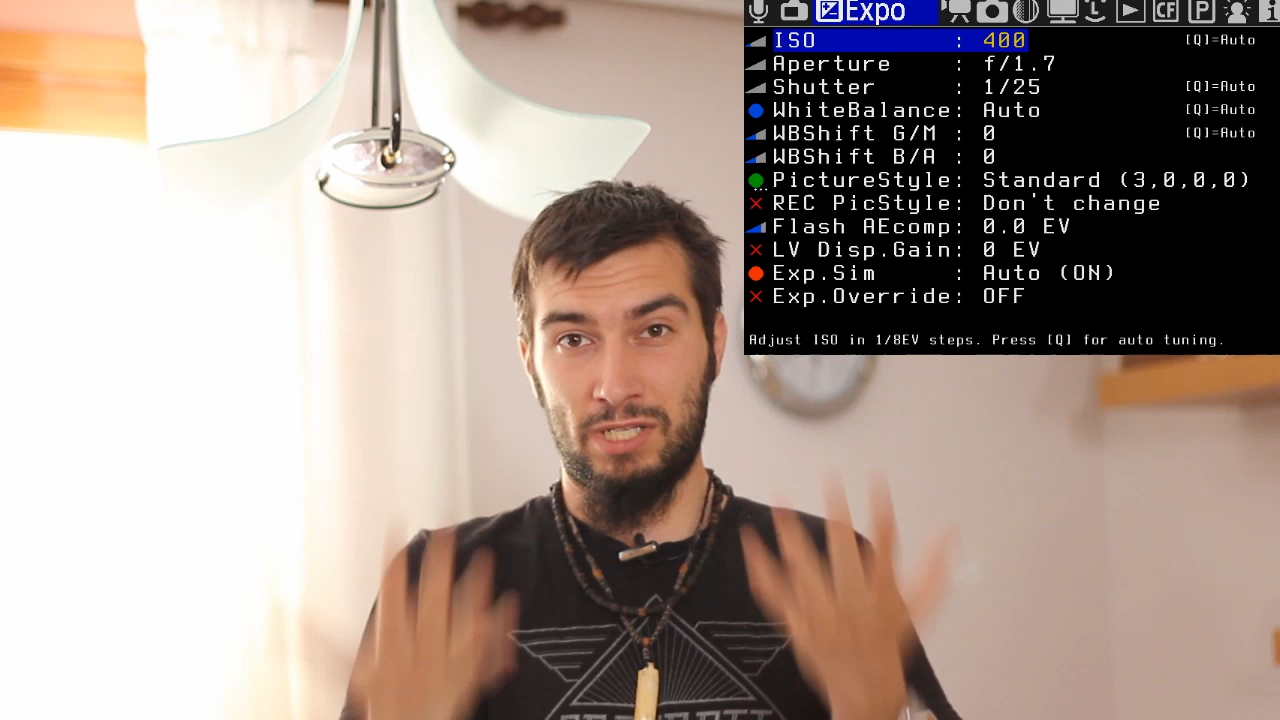 Expo
ISO : 400 [Q]=Auto
Aperture : f/1.7
Shutter : 1/25 [Q]=Auto
WhiteBalance: Auto [Q]=Auto
WBShift G/M : 0 [Q]=Auto
WBShift B/A : 0
PictureStyle: Standard (3,0,0,0)
REC PicStyle: Don't change
Flash AEcomp: 0.0 EV
LV Disp.Gain: 0 EV
Exp.Sim : Auto (ON)
Exp.Override: OFF
Adjust ISO in 1/8EV steps. Press [Q] for auto tuning.